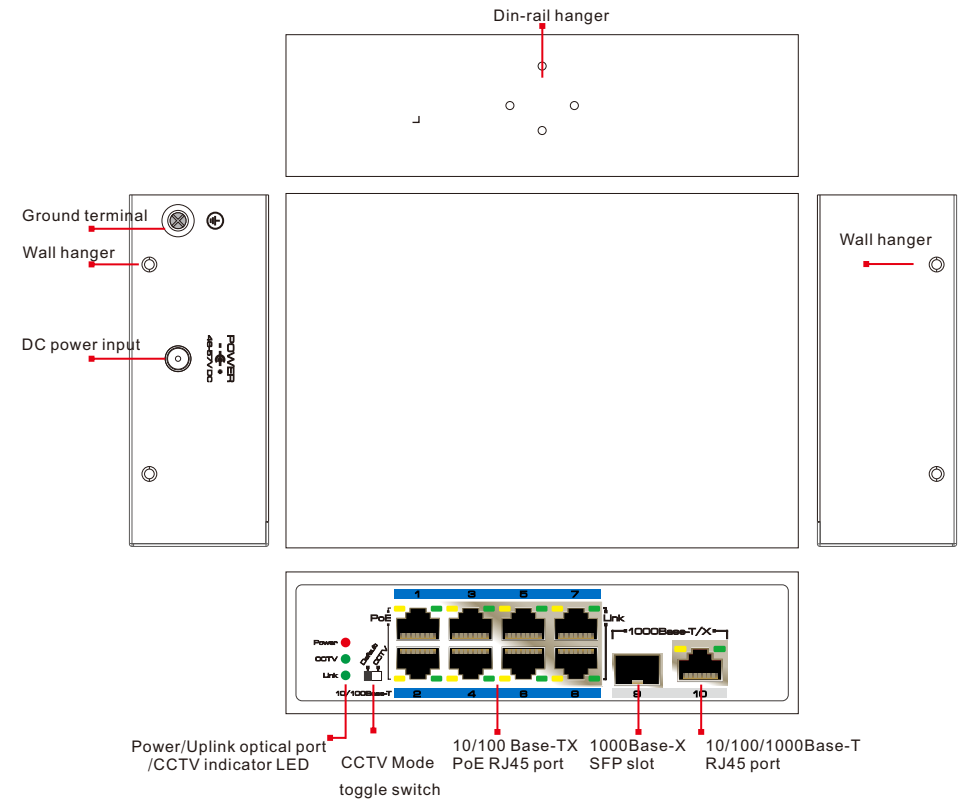 Din-rail hanger
Ground terminal
Wall hanger
DC power input
POWER
48-57V DC
Wall hanger
1 3 5 7
PoE
Link
1000Base-T/X
Power
CCTV
Link
Default
CCTV
10/100Base-T
2 4 6 8
9 10
Power/Uplink optical port
/CCTV indicator LED
CCTV Mode
toggle switch
10/100 Base-TX
PoE RJ45 port
1000Base-X
SFP slot
10/100/1000Base-T
RJ45 port